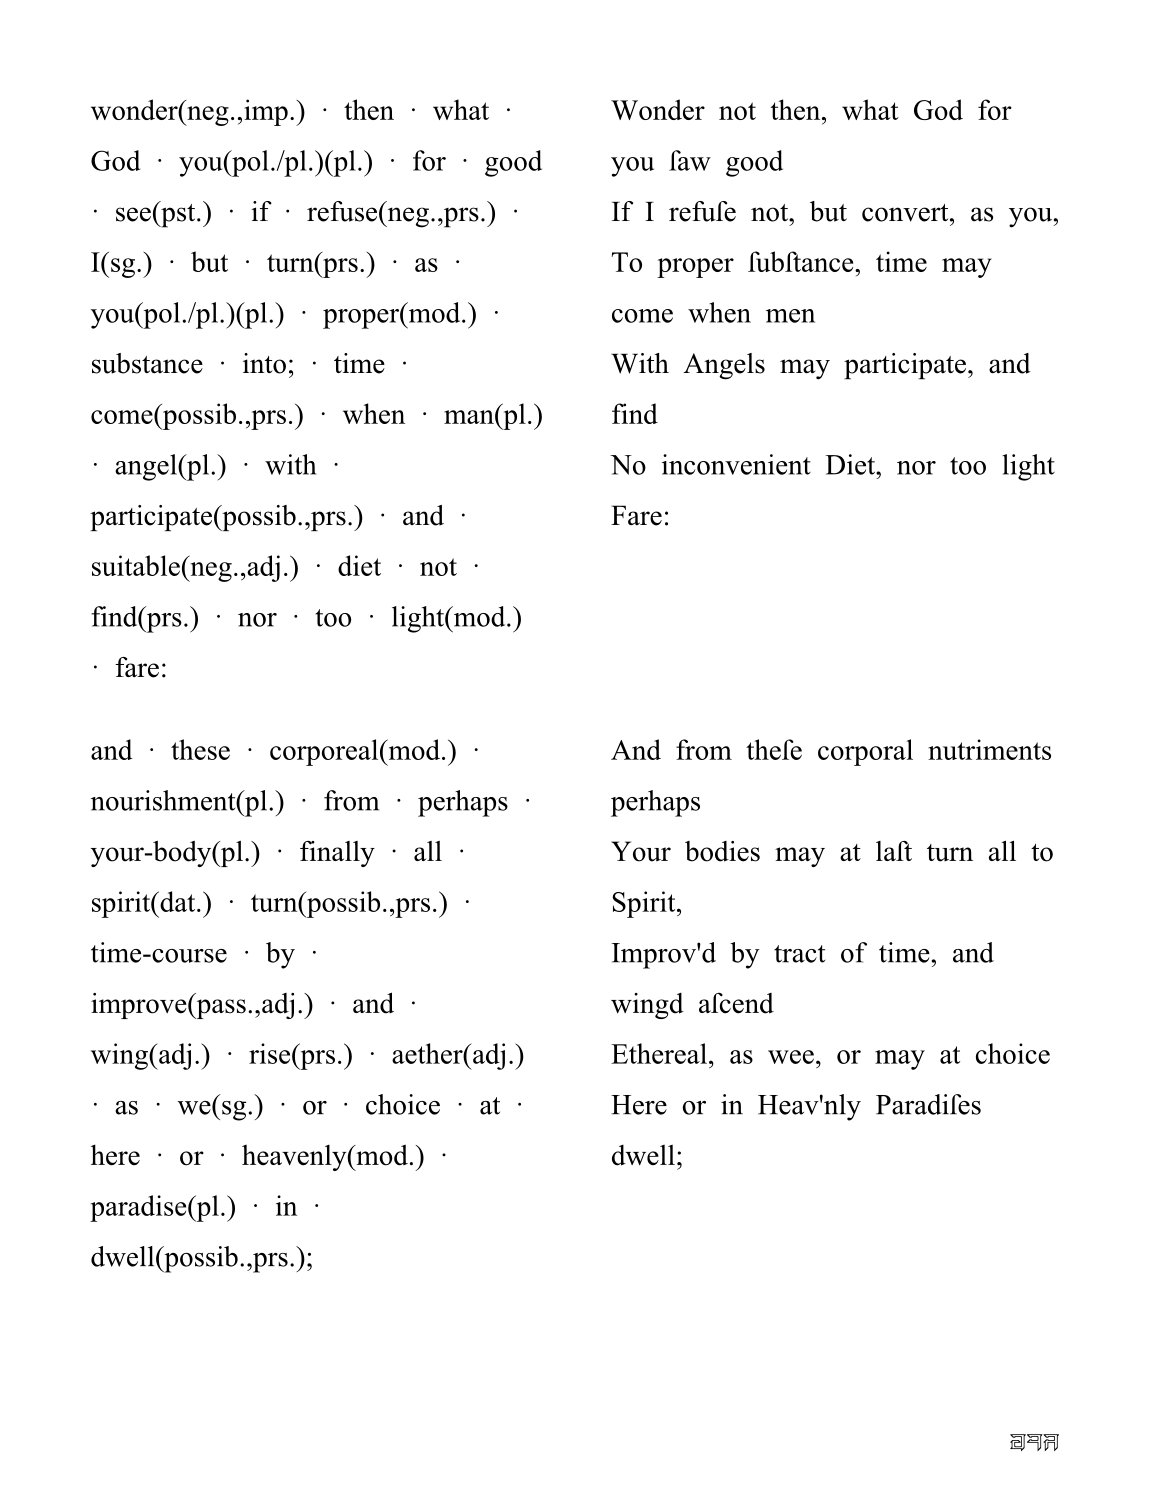 wonder(neg.,imp.) · then · what ·
God · you(pol./pl.)(pl.) · for · good
· see(pst.) · if · refuse(neg.,prs.) ·
I(sg.) · but · turn(prs.) · as ·
you(pol./pl.)(pl.) · proper(mod.) ·
substance · into; · time ·
come(possib.,prs.) · when · man(pl.)
· angel(pl.) · with ·
participate(possib.,prs.) · and ·
suitable(neg.,adj.) · diet · not ·
find(prs.) · nor · too · light(mod.)
· fare:
Wonder not then, what God for
you ſaw good
If I refuſe not, but convert, as you,
To proper ſubſtance, time may
come when men
With Angels may participate, and
find
No inconvenient Diet, nor too light
Fare:
and · these · corporeal(mod.) ·
nourishment(pl.) · from · perhaps ·
your-body(pl.) · finally · all ·
spirit(dat.) · turn(possib.,prs.) ·
time-course · by ·
improve(pass.,adj.) · and ·
wing(adj.) · rise(prs.) · aether(adj.)
· as · we(sg.) · or · choice · at ·
here · or · heavenly(mod.) ·
paradise(pl.) · in ·
dwell(possib.,prs.);
And from theſe corporal nutriments
perhaps
Your bodies may at laſt turn all to
Spirit,
Improv'd by tract of time, and
wingd aſcend
Ethereal, as wee, or may at choice
Here or in Heav'nly Paradiſes
dwell;